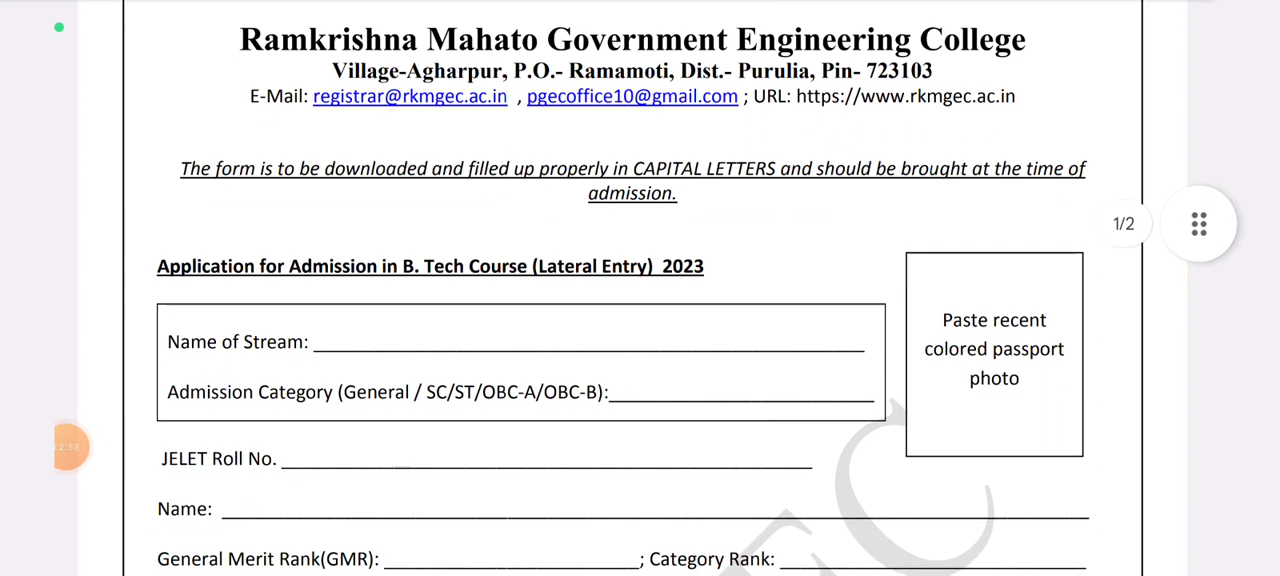 Ramkrishna Mahato Government Engineering College
Village-Agharpur, P.O.- Ramamoti, Dist.- Purulia, Pin- 723103
E-Mail: registrar@rkmgec.ac.in , pgecoffice10@gmail.com ; URL: https://www.rkmgec.ac.in
The form is to be downloaded and filled up properly in CAPITAL LETTERS and should be brought at the time of
admission.
1/2
Application for Admission in B. Tech Course (Lateral Entry) 2023
Paste recent
colored passport
photo
Name of Stream:
Admission Category (General / SC/ST/OBC-A/OBC-B):
12:58
JELET Roll No.
Name:
General Merit Rank(GMR): ; Category Rank: